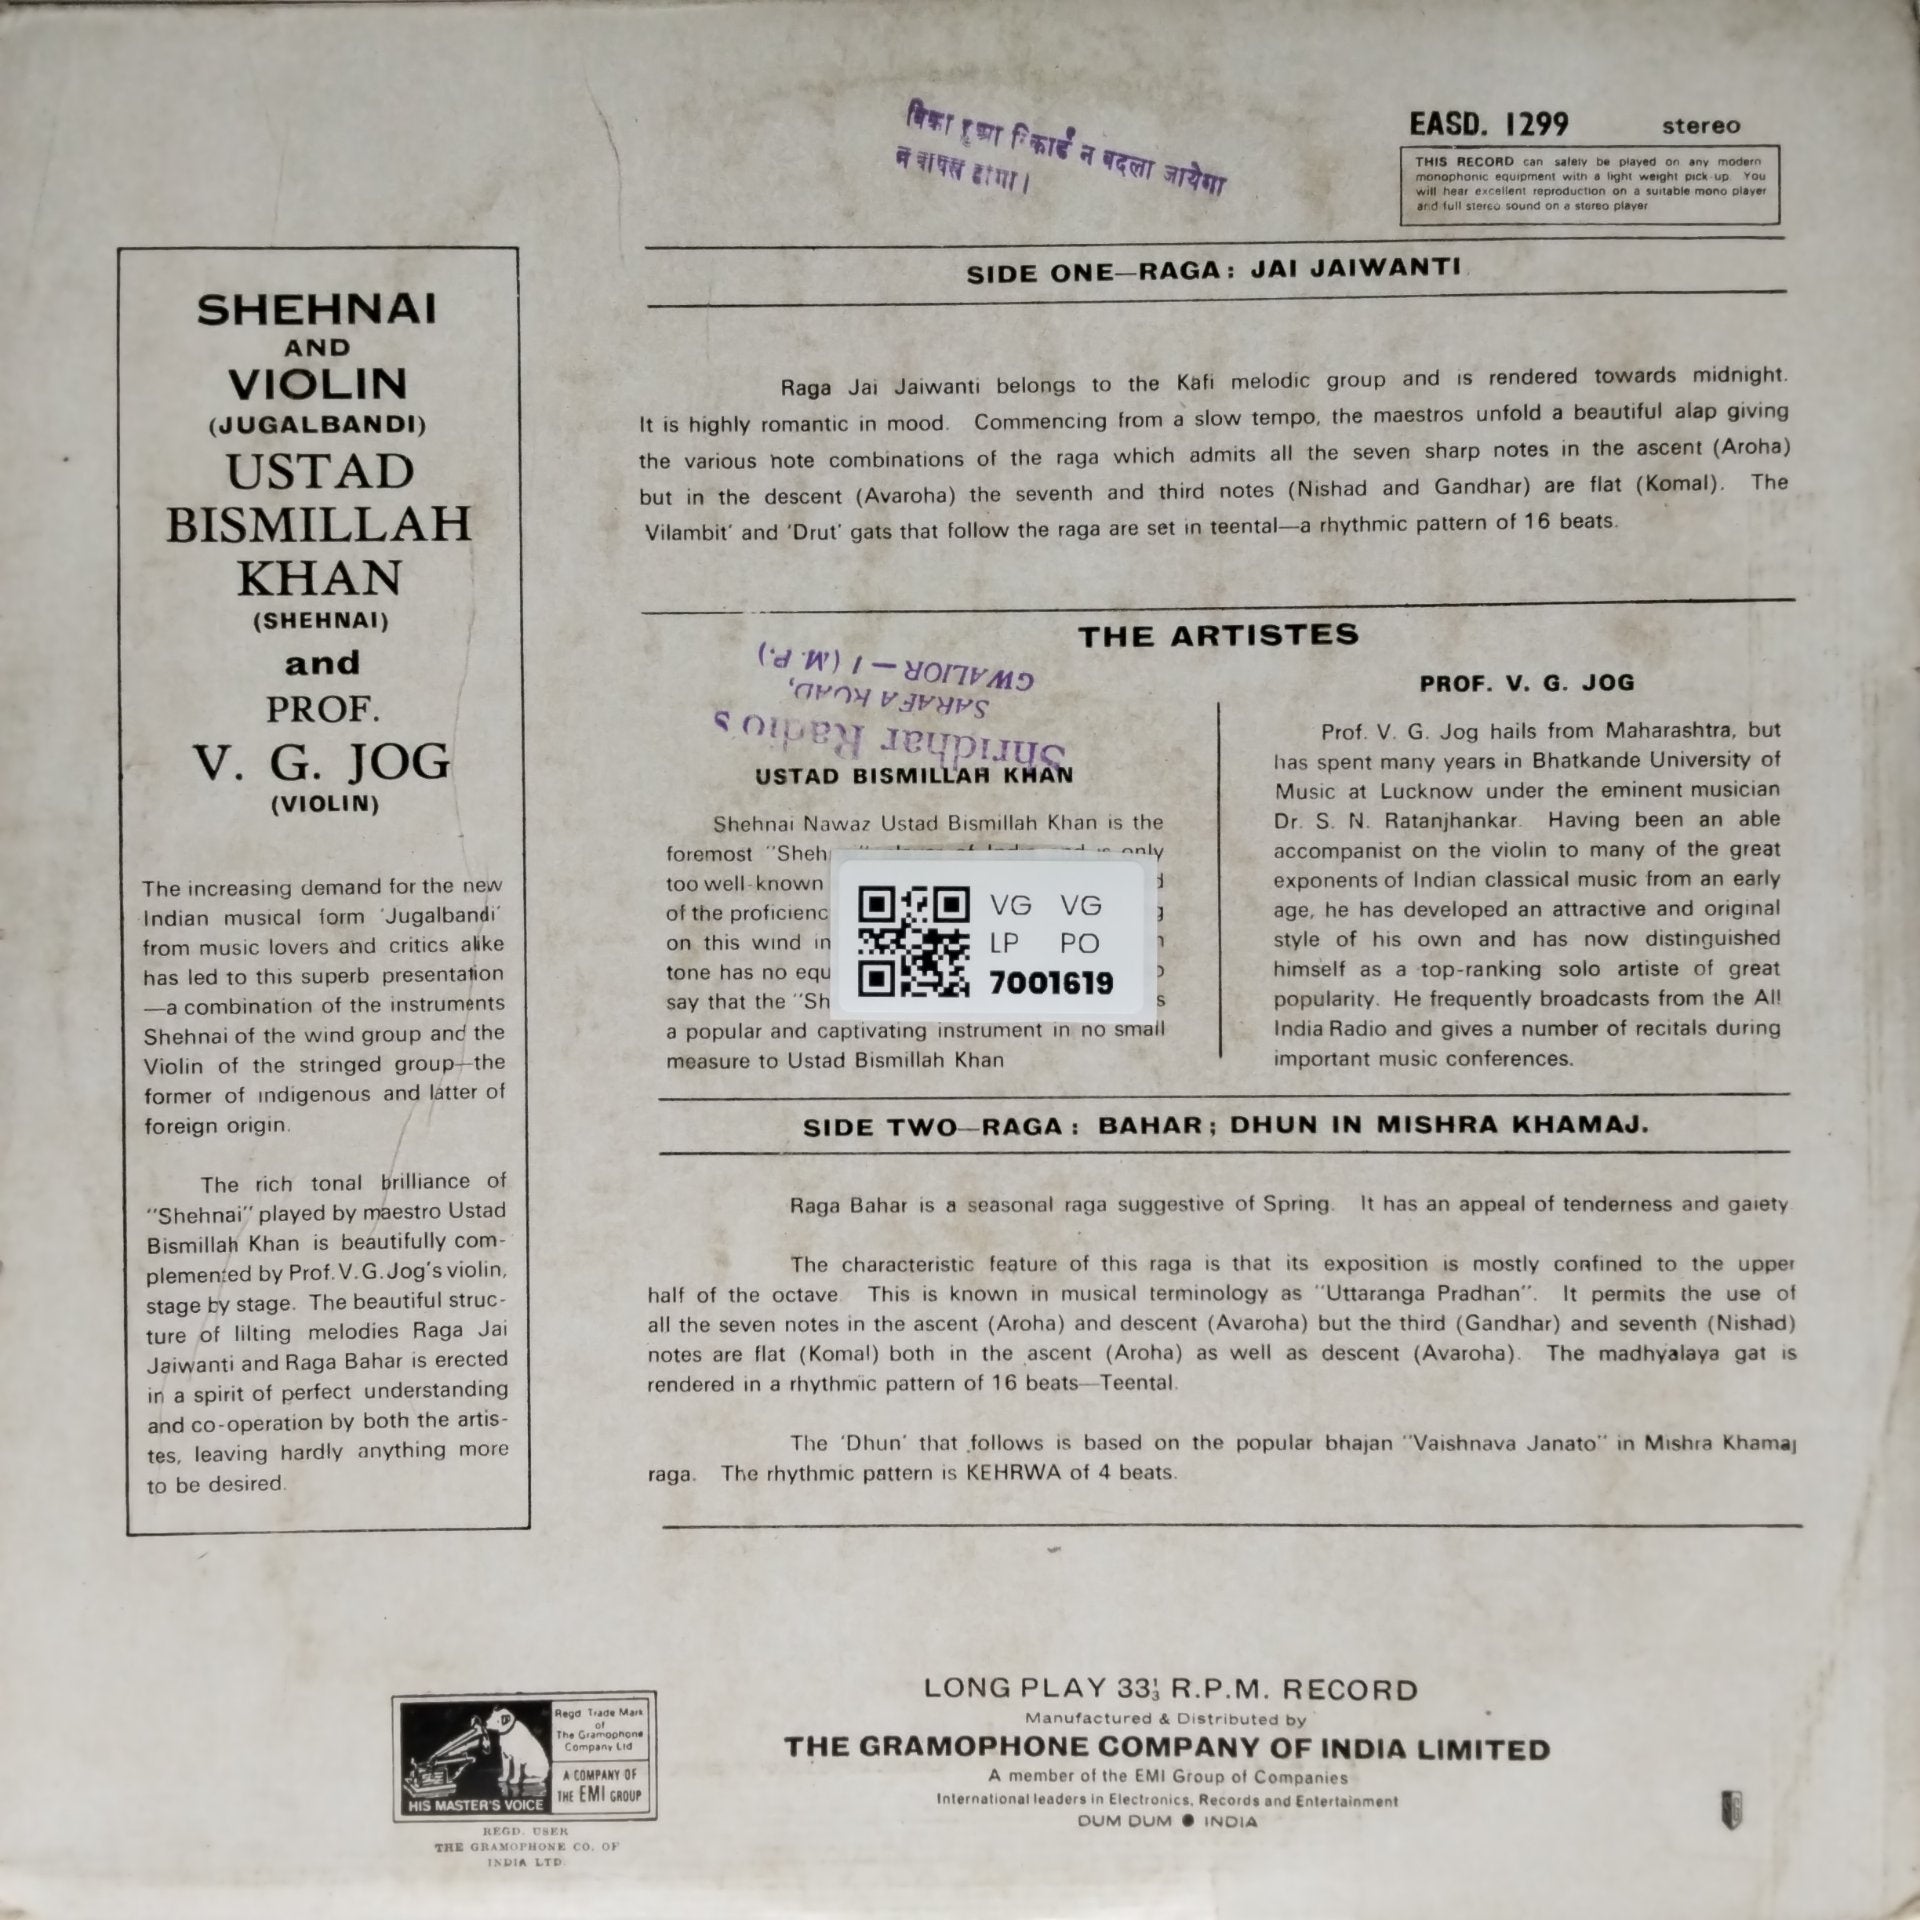 बिका हुआ रिकार्ड न बदला जायेगा
न वापस होगा।
EASD. 1299 stereo
THIS RECORD can safely be played on any modern
monophonic equipment with a light weight pick-up. You
will hear excellent reproduction on a suitable mono player
and full stereo sound on a stereo player
SHEHNAI
AND
VIOLIN
(JUGALBANDI)
USTAD
BISMILLAH
KHAN
(SHEHNAI)
and
PROF.
V. G. JOG
(VIOLIN)
The increasing demand for the new
Indian musical form 'Jugalbandi'
from music lovers and critics alike
has led to this superb presentation
—a combination of the instruments
Shehnai of the wind group and the
Violin of the stringed group—the
former of indigenous and latter of
foreign origin.
The rich tonal brilliance of
"Shehnai" played by maestro Ustad
Bismillah Khan is beautifully com-
plemented by Prof. V. G. Jog's violin,
stage by stage. The beautiful struc-
ture of lilting melodies Raga Jai
Jaiwanti and Raga Bahar is erected
in a spirit of perfect understanding
and co-operation by both the artis-
tes, leaving hardly anything more
to be desired.
SIDE ONE—RAGA: JAI JAIWANTI
Raga Jai Jaiwanti belongs to the Kafi melodic group and is rendered towards midnight.
It is highly romantic in mood. Commencing from a slow tempo, the maestros unfold a beautiful alap giving
the various note combinations of the raga which admits all the seven sharp notes in the ascent (Aroha)
but in the descent (Avaroha) the seventh and third notes (Nishad and Gandhar) are flat (Komal). The
Vilambit' and 'Drut' gats that follow the raga are set in teental—a rhythmic pattern of 16 beats.
THE ARTISTES
Shridhar Radio's
SARAFA ROAD,
GWALIOR — 1 (M. P.)
USTAD BISMILLAH KHAN
Shehnai Nawaz Ustad Bismillah Khan is the
foremost "Sheh only
too well-known
of the proficienc
on this wind in
tone has no equ
say that the "Sh
a popular and captivating instrument in no small
measure to Ustad Bismillah Khan
VG VG
LP PO
7001619
PROF. V. G. JOG
Prof. V. G. Jog hails from Maharashtra, but
has spent many years in Bhatkande University of
Music at Lucknow under the eminent musician
Dr. S. N. Ratanjhankar. Having been an able
accompanist on the violin to many of the great
exponents of Indian classical music from an early
age, he has developed an attractive and original
style of his own and has now distinguished
himself as a top-ranking solo artiste of great
popularity. He frequently broadcasts from the All
India Radio and gives a number of recitals during
important music conferences.
SIDE TWO—RAGA: BAHAR; DHUN IN MISHRA KHAMAJ.
Raga Bahar is a seasonal raga suggestive of Spring. It has an appeal of tenderness and gaiety
The characteristic feature of this raga is that its exposition is mostly confined to the upper
half of the octave. This is known in musical terminology as "Uttaranga Pradhan". It permits the use of
all the seven notes in the ascent (Aroha) and descent (Avaroha) but the third (Gandhar) and seventh (Nishad)
notes are flat (Komal) both in the ascent (Aroha) as well as descent (Avaroha). The madhyalaya gat is
rendered in a rhythmic pattern of 16 beats—Teental.
The 'Dhun' that follows is based on the popular bhajan "Vaishnava Janato" in Mishra Khamaj
raga. The rhythmic pattern is KEHRWA of 4 beats.
HIS MASTER'S VOICE
Regd. Trade Mark
of
The Gramophone
Company Ltd
A COMPANY OF
THE EMI GROUP
REGD. USER
THE GRAMOPHONE CO. OF
INDIA LTD.
LONG PLAY 33⅓ R.P.M. RECORD
Manufactured & Distributed by
THE GRAMOPHONE COMPANY OF INDIA LIMITED
A member of the EMI Group of Companies
International leaders in Electronics, Records and Entertainment
DUM DUM ● INDIA